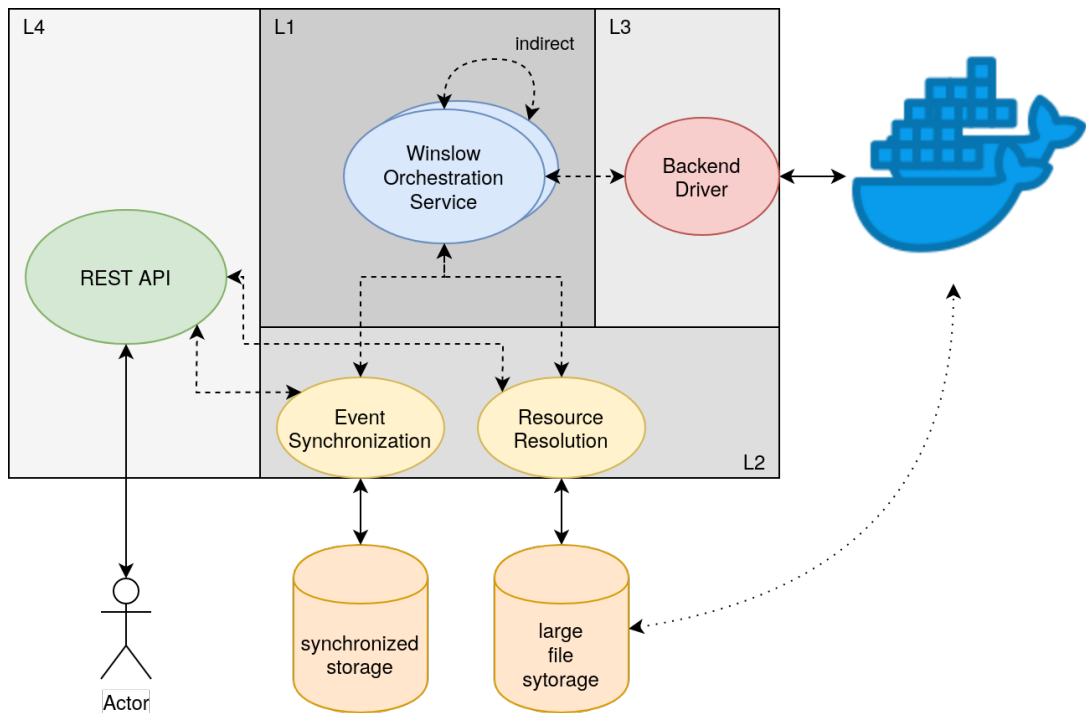 L4
L1
L3
indirect
Winslow
Orchestration
Service
Backend
Driver
REST API
Event
Synchronization
Resource
Resolution
L2
synchronized
storage
large
file
sytorage
Actor